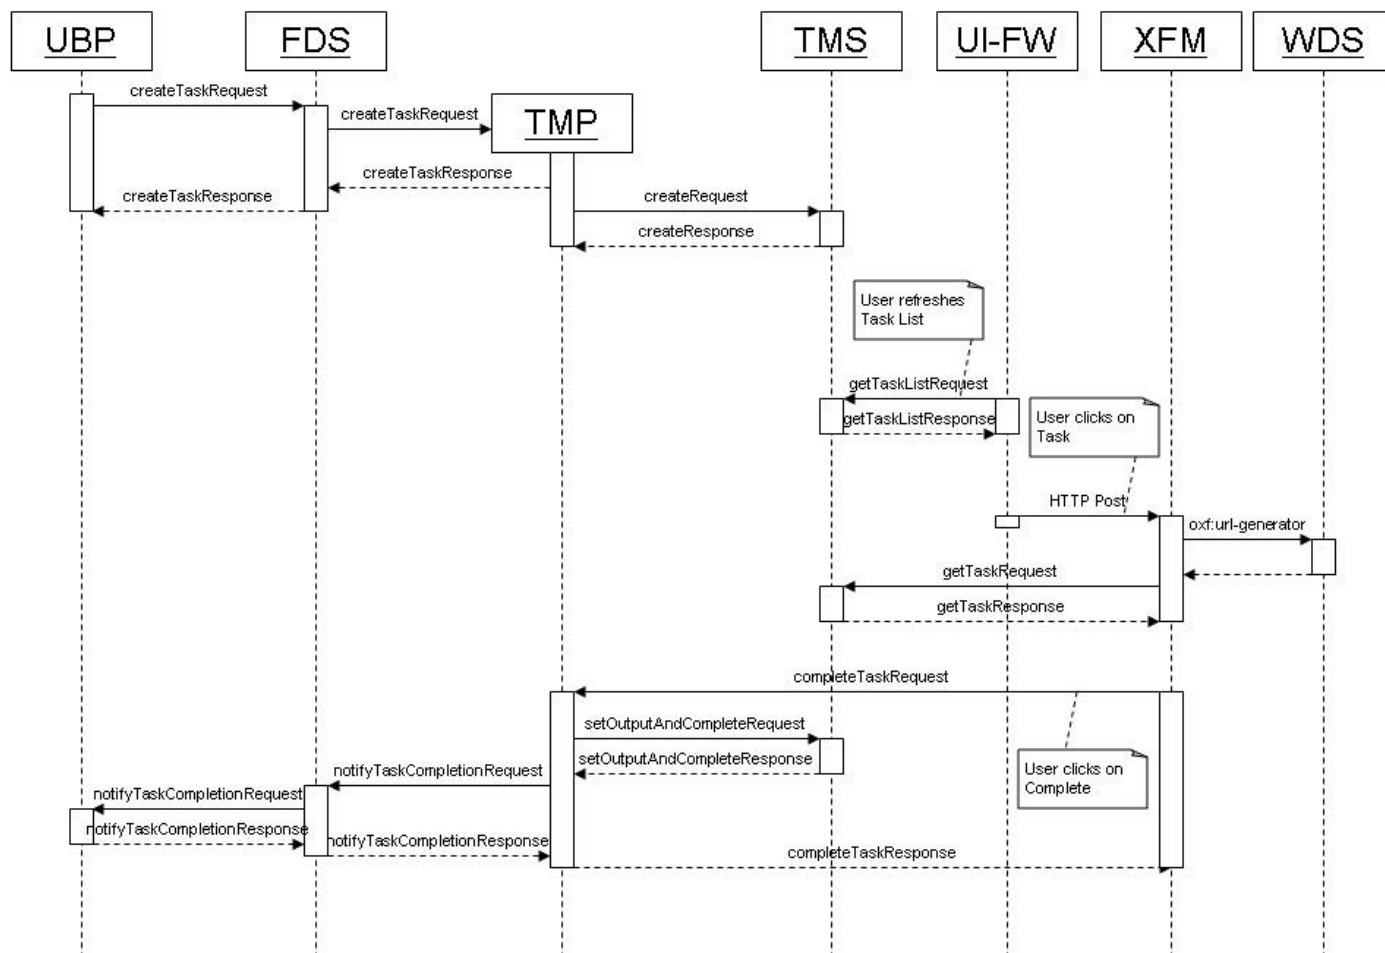 UBP
FDS
TMS
UI-FW
XFM
WDS
createTaskRequest
createTaskRequest
TMP
createTaskResponse
createTaskResponse
createRequest
createResponse
User refreshes
Task List
getTaskListRequest
getTaskListResponse
User clicks on
Task
HTTP Post
oxf:url-generator
getTaskRequest
getTaskResponse
completeTaskRequest
setOutputAndCompleteRequest
setOutputAndCompleteResponse
User clicks on
Complete
notifyTaskCompletionRequest
notifyTaskCompletionRequest
notifyTaskCompletionResponse
notifyTaskCompletionResponse
completeTaskResponse